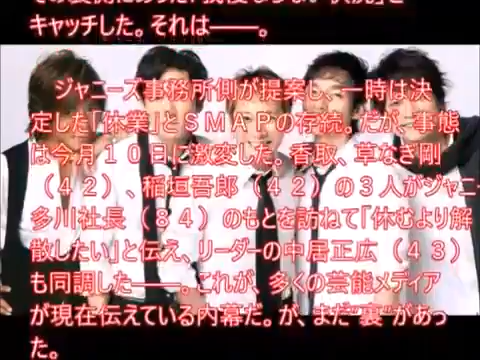 キャッチした。それは――。
ジャニーズ事務所側が提案し、一時は決
定した「休業」とSMAPの存続。だが、事態
は今月10日に激変した。香取、草なぎ剛
(42)、稲垣吾郎(42)の3人がジャニー
多川社長(84)のもとを訪ねて「休むより解
散したい」と伝え、リーダーの中居正広(43)
も同調した――。これが、多くの芸能メディア
が現在伝えている内幕だ。が、まだ“裏”があっ
た。